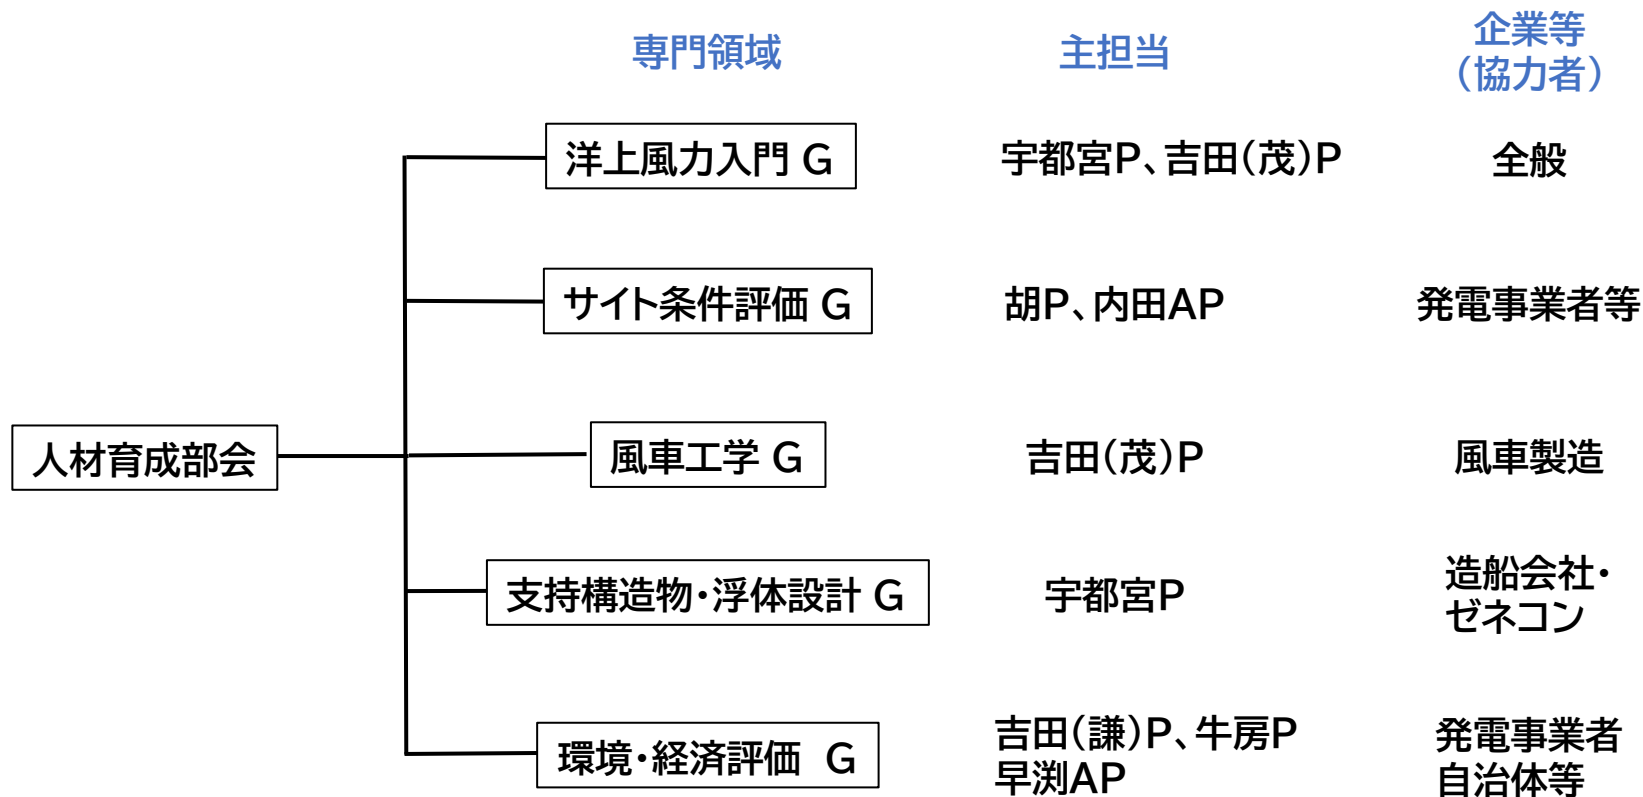 専門領域
主担当
企業等
（協力者）
洋上風力入門 G
宇都宮P、吉田（茂）P
全般
サイト条件評価 G
胡P、内田AP
発電事業者等
人材育成部会
風車工学 G
吉田（茂）P
風車製造
支持構造物・浮体設計 G
宇都宮P
造船会社・
ゼネコン
環境・経済評価 G
吉田（謙）P、牛房P
早渕AP
発電事業者
自治体等